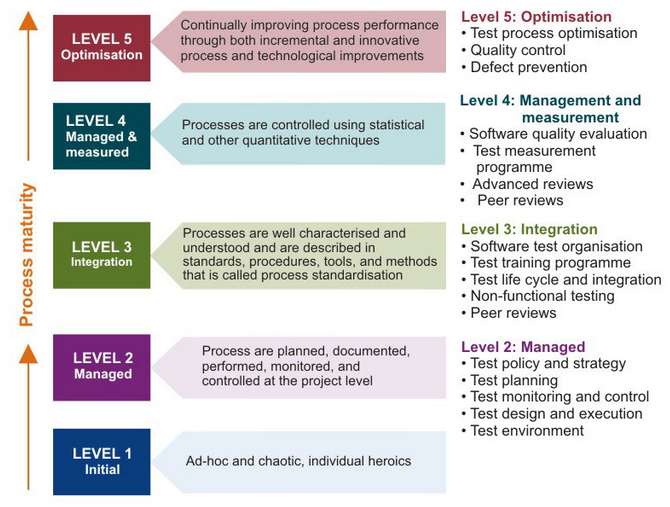 LEVEL 5
Optimisation
Continually improving process performance
through both incremental and innovative
process and technological improvements
Level 5: Optimisation
• Test process optimisation
• Quality control
• Defect prevention
LEVEL 4
Managed &
measured
Processes are controlled using statistical
and other quantitative techniques
Level 4: Management and
measurement
• Software quality evaluation
• Test measurement
programme
• Advanced reviews
• Peer reviews
Process maturity
LEVEL 3
Integration
Processes are well characterised and
understood and are described in
standards, procedures, tools, and methods
that is called process standardisation
Level 3: Integration
• Software test organisation
• Test training programme
• Test life cycle and integration
• Non-functional testing
• Peer reviews
LEVEL 2
Managed
Process are planned, documented,
performed, monitored, and
controlled at the project level
Level 2: Managed
• Test policy and strategy
• Test planning
• Test monitoring and control
• Test design and execution
• Test environment
LEVEL 1
Initial
Ad-hoc and chaotic, individual heroics